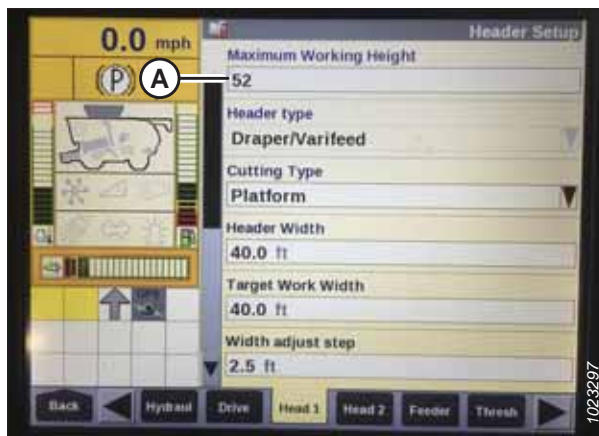 0.0 mph
(P)
A
Header Setup
Maximum Working Height
52
Header type
Draper/Varifeed
Cutting Type
Platform
Header Width
40.0 ft
Target Work Width
40.0 ft
Width adjust step
2.5 ft
Back
Hydraul
Drive
Head 1
Head 2
Feeder
Thresh
1023297